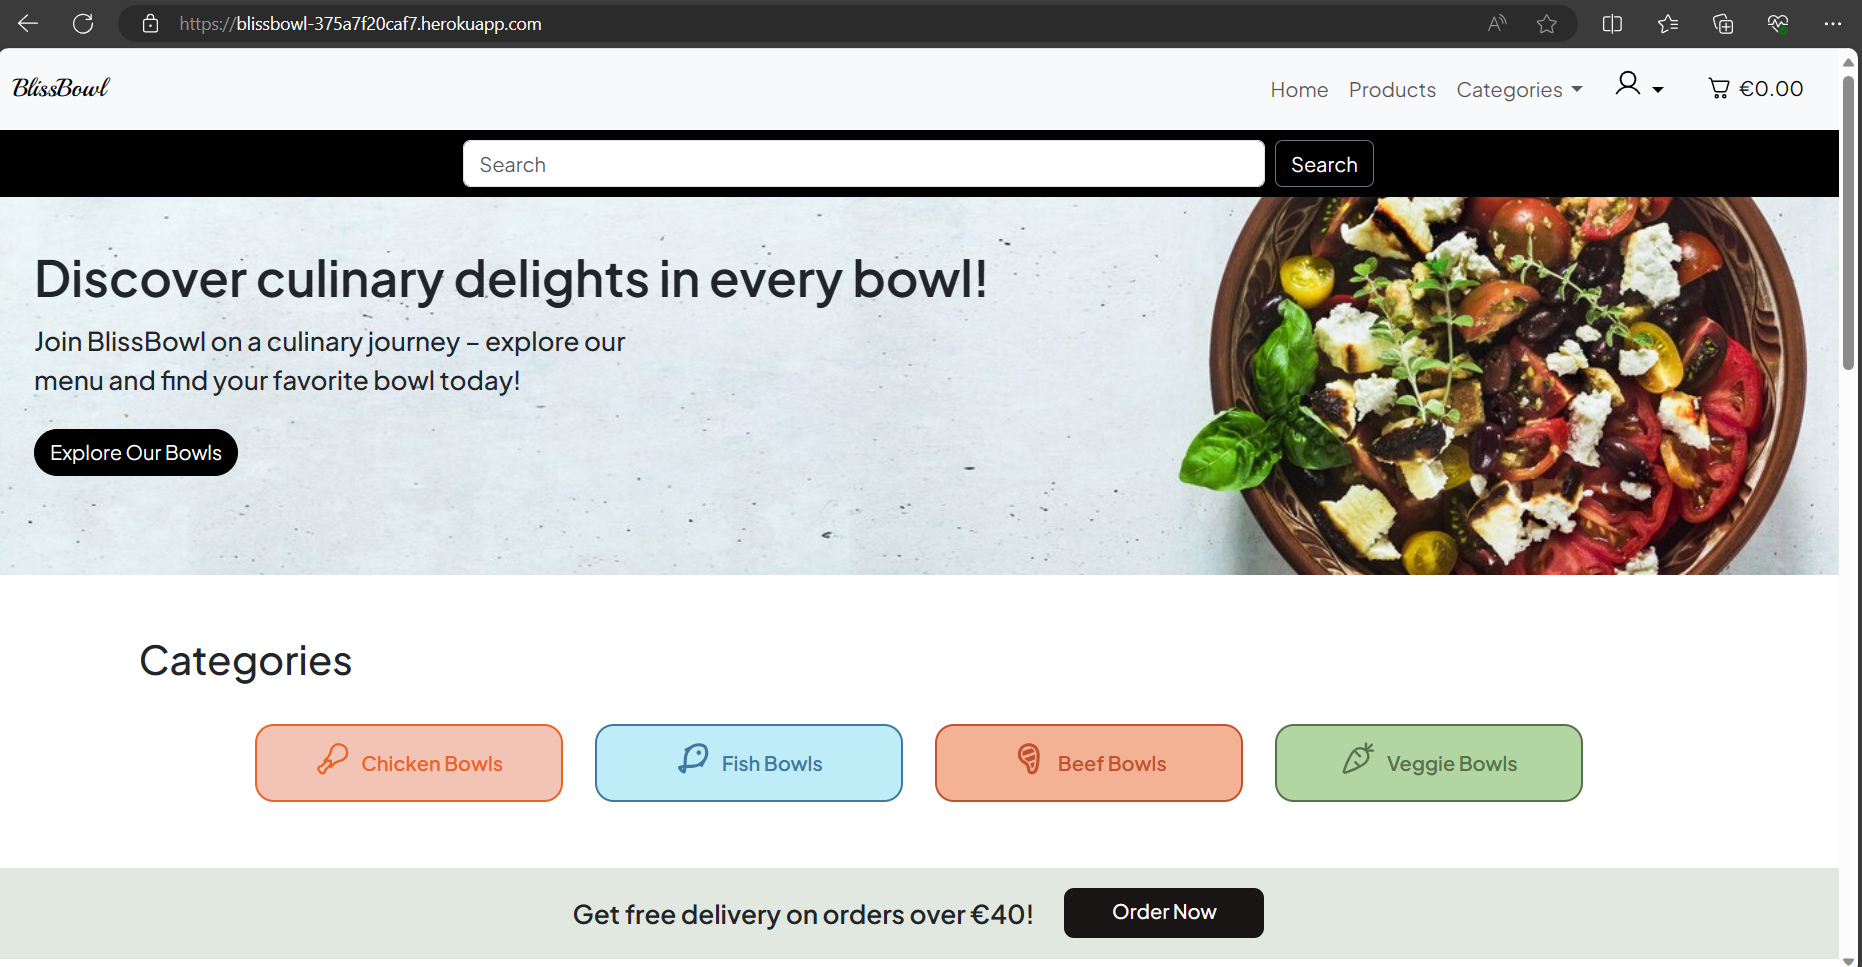 https://blissbowl-375a7f20caf7.herokuapp.com
BlissBowl
Home Products Categories €0.00
Search Search
Discover culinary delights in every bowl!
Join BlissBowl on a culinary journey – explore our
menu and find your favorite bowl today!
Explore Our Bowls
Categories
Chicken Bowls Fish Bowls Beef Bowls Veggie Bowls
Get free delivery on orders over €40! Order Now